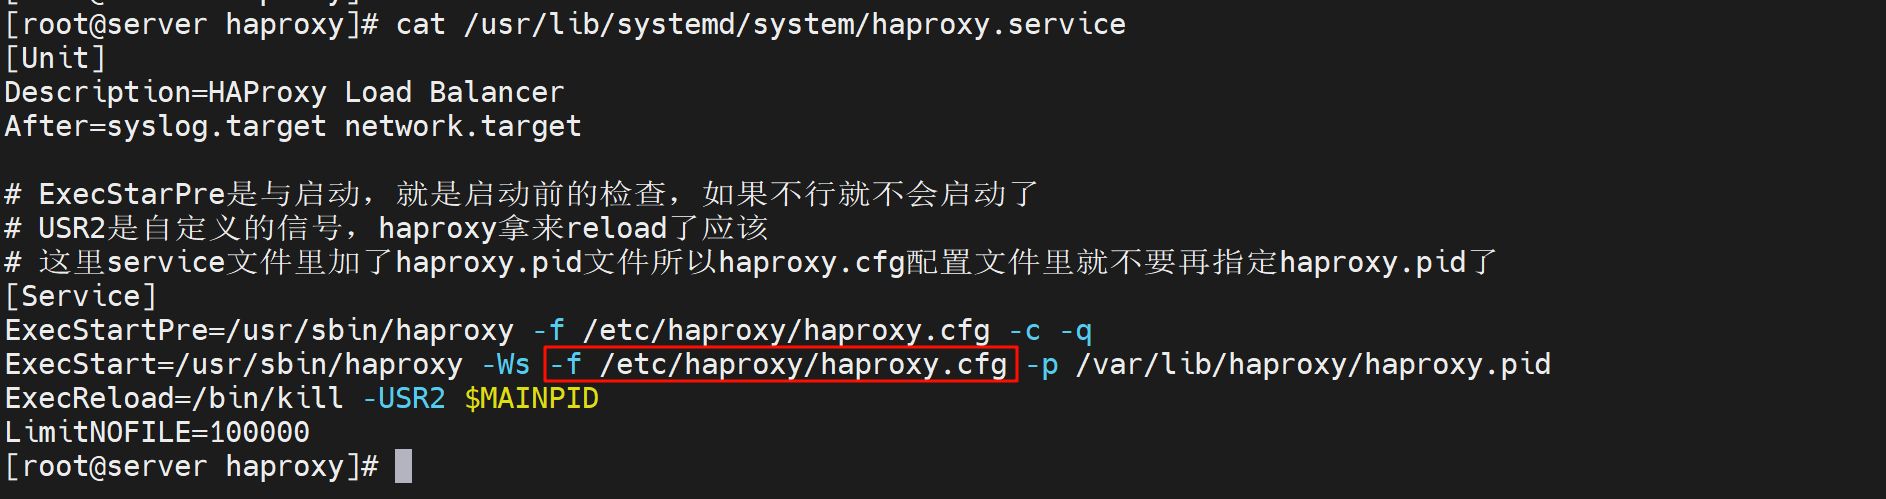 [root@server haproxy]# cat /usr/lib/systemd/system/haproxy.service
[Unit]
Description=HAProxy Load Balancer
After=syslog.target network.target
# ExecStarPre是与启动，就是启动前的检查，如果不行就不会启动了
# USR2是自定义的信号，haproxy拿来reload了应该
# 这里service文件里加了haproxy.pid文件所以haproxy.cfg配置文件里就不要再指定haproxy.pid了
[Service]
ExecStartPre=/usr/sbin/haproxy -f /etc/haproxy/haproxy.cfg -c -q
ExecStart=/usr/sbin/haproxy -Ws -f /etc/haproxy/haproxy.cfg -p /var/lib/haproxy/haproxy.pid
ExecReload=/bin/kill -USR2 $MAINPID
LimitNOFILE=100000
[root@server haproxy]#